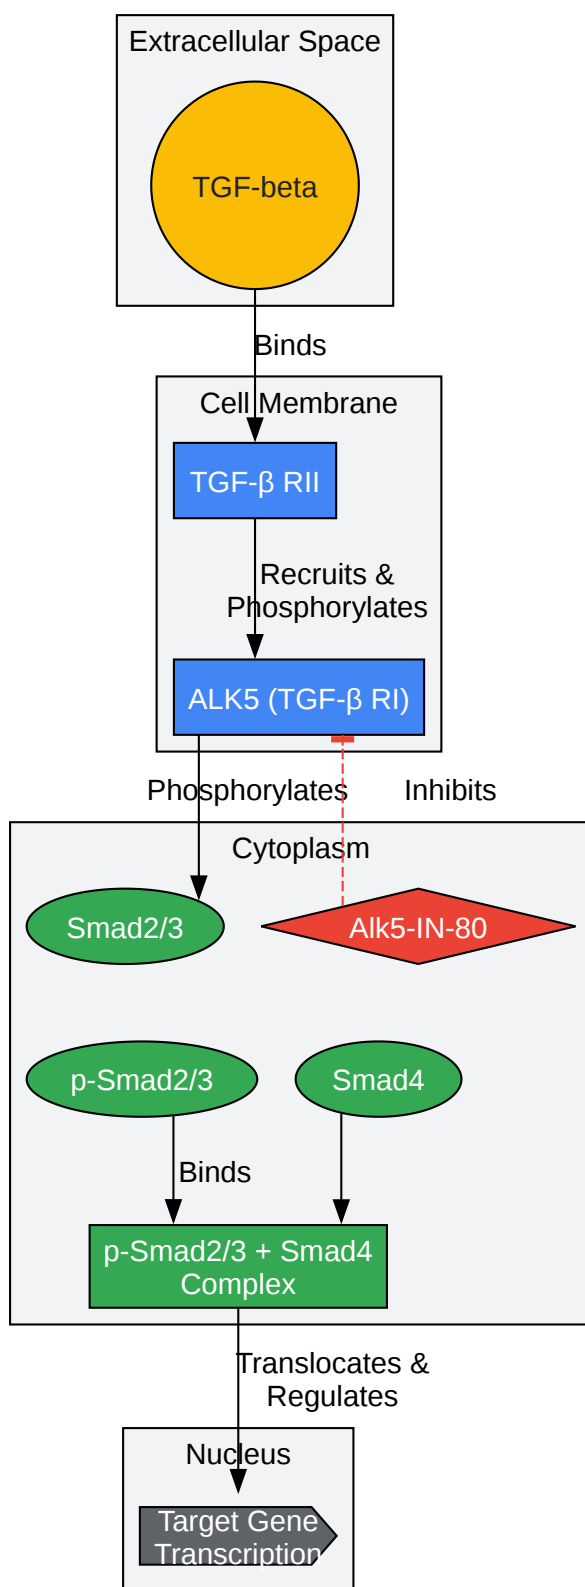 Extracellular Space
TGF-beta
Binds
Cell Membrane
TGF-β RII
Recruits &
Phosphorylates
ALK5 (TGF-β RI)
Phosphorylates
Inhibits
Cytoplasm
Smad2/3
Alk5-IN-80
p-Smad2/3
Smad4
Binds
p-Smad2/3 + Smad4
Complex
Translocates &
Regulates
Nucleus
Target Gene
Transcription